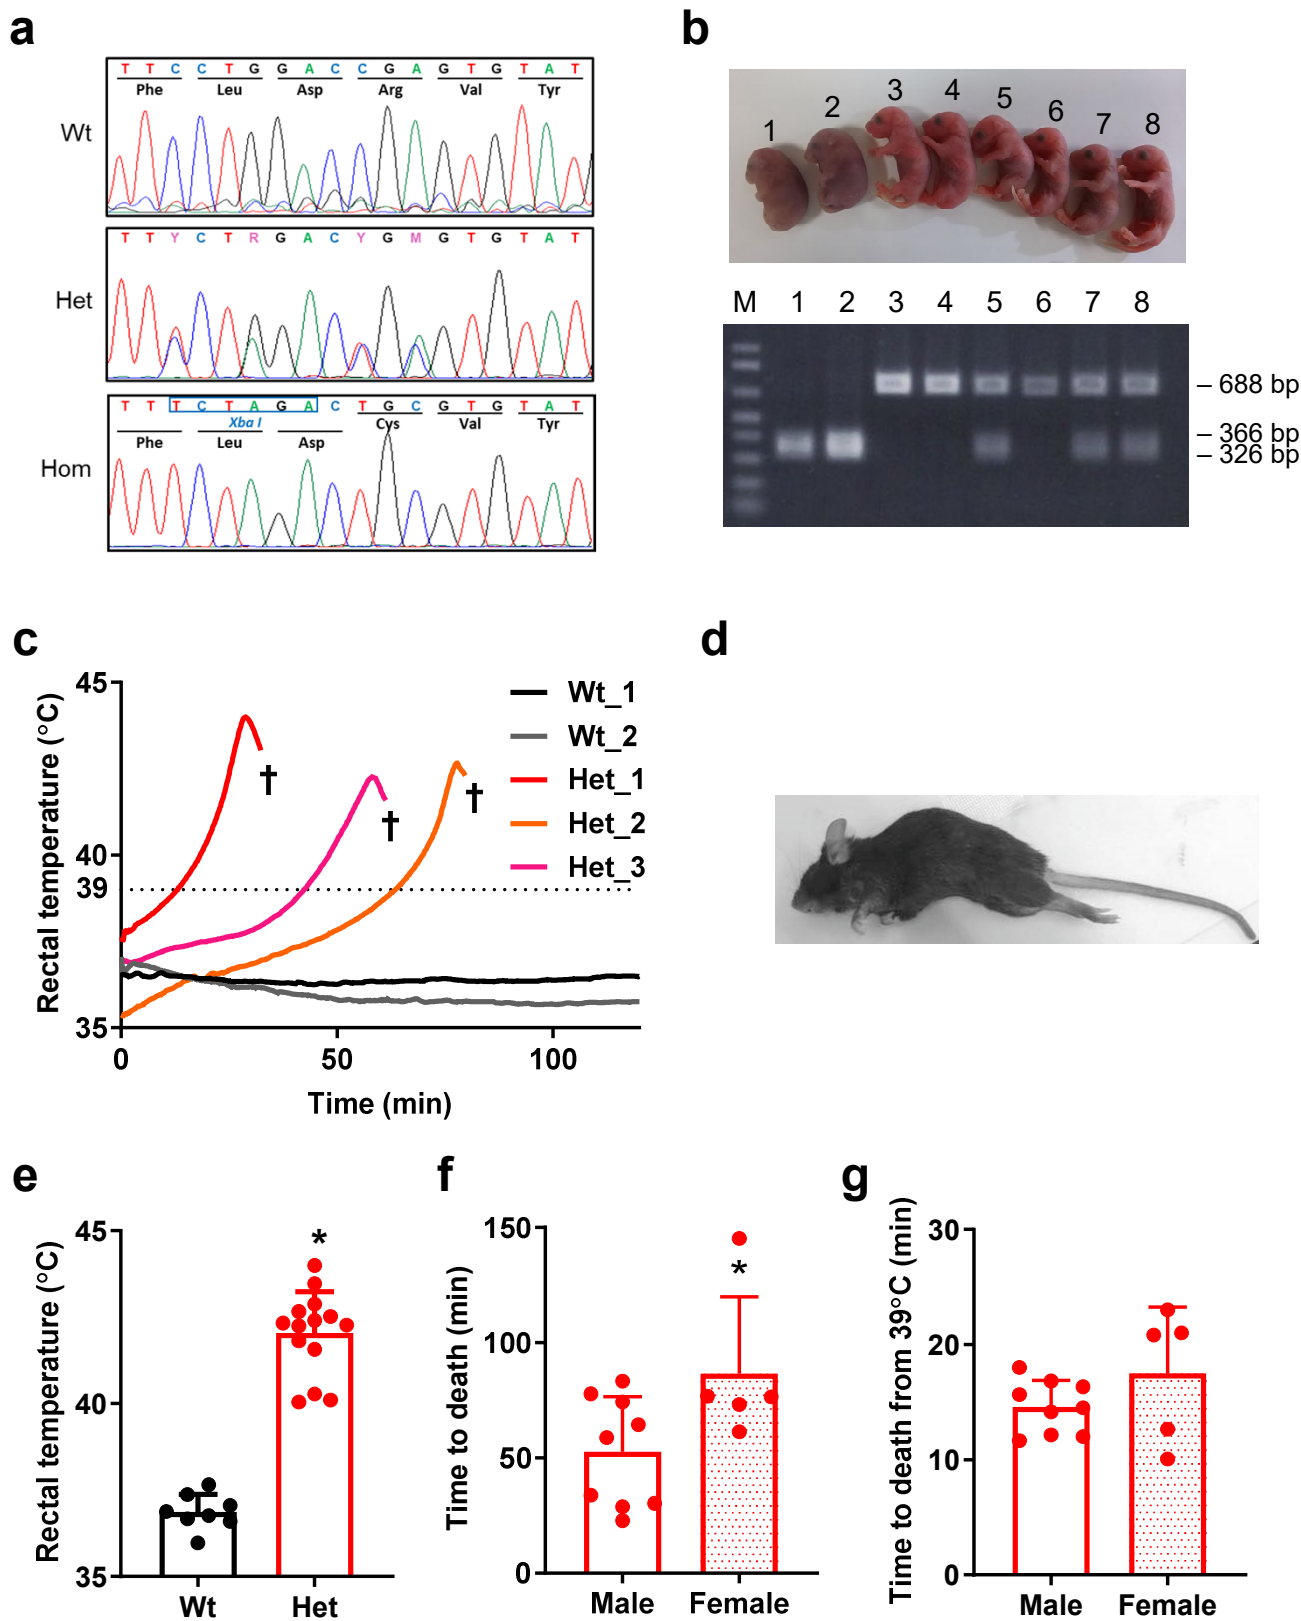 a
Wt
T T C C T G G A C C G A G T G T A T
Phe Leu Asp Arg Val Tyr
Het
T T Y C T R G A C Y G M G T G T A T
Hom
T T T C T A G A C T G C G T G T A T
Xba I
Phe Leu Asp Cys Val Tyr
b
1 2 3 4 5 6 7 8
M 1 2 3 4 5 6 7 8
– 688 bp
– 366 bp
– 326 bp
c
Rectal temperature (°C)
45
40
39
35
0 50 100
Time (min)
Wt_1
Wt_2
Het_1
Het_2
Het_3
† † †
d
e
Rectal temperature (°C)
45
40
35
*
Wt Het
f
Time to death (min)
150
100
50
0
*
Male Female
g
Time to death from 39°C (min)
30
20
10
0
Male Female